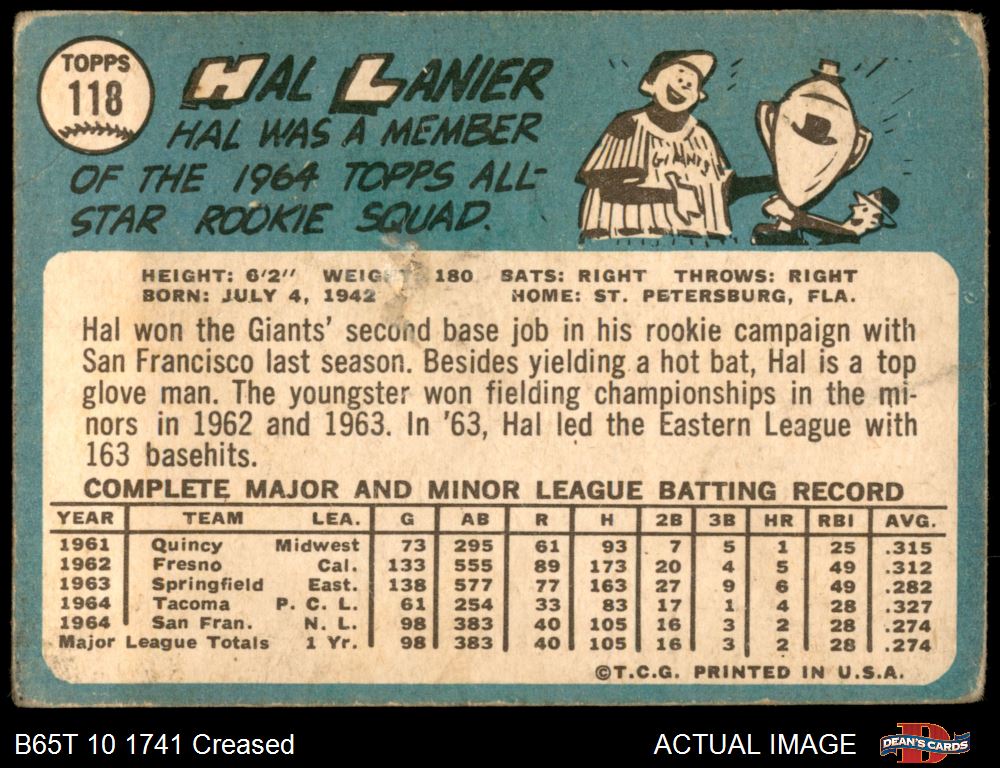 TOPPS
118
HAL LANIER
HAL WAS A MEMBER
OF THE 1964 TOPPS ALL-
STAR ROOKIE SQUAD.
GIANTS
HEIGHT: 6'2" WEIGHT 180 BATS: RIGHT THROWS: RIGHT
BORN: JULY 4, 1942 HOME: ST. PETERSBURG, FLA.
Hal won the Giants' second base job in his rookie campaign with
San Francisco last season. Besides yielding a hot bat, Hal is a top
glove man. The youngster won fielding championships in the mi-
nors in 1962 and 1963. In '63, Hal led the Eastern League with
163 basehits.
COMPLETE MAJOR AND MINOR LEAGUE BATTING RECORD
YEAR TEAM LEA. G AB R H 2B 3B HR RBI AVG.
1961 Quincy Midwest 73 295 61 93 7 5 1 25 .315
1962 Fresno Cal. 133 555 89 173 20 4 5 49 .312
1963 Springfield East. 138 577 77 163 27 9 6 49 .282
1964 Tacoma P. C. L. 61 254 33 83 17 1 4 28 .327
1964 San Fran. N. L. 98 383 40 105 16 3 2 28 .274
Major League Totals 1 Yr. 98 383 40 105 16 3 2 28 .274
©T.C.G. PRINTED IN U.S.A.
B65T 10 1741 Creased
ACTUAL IMAGE
DEAN'S CARDS